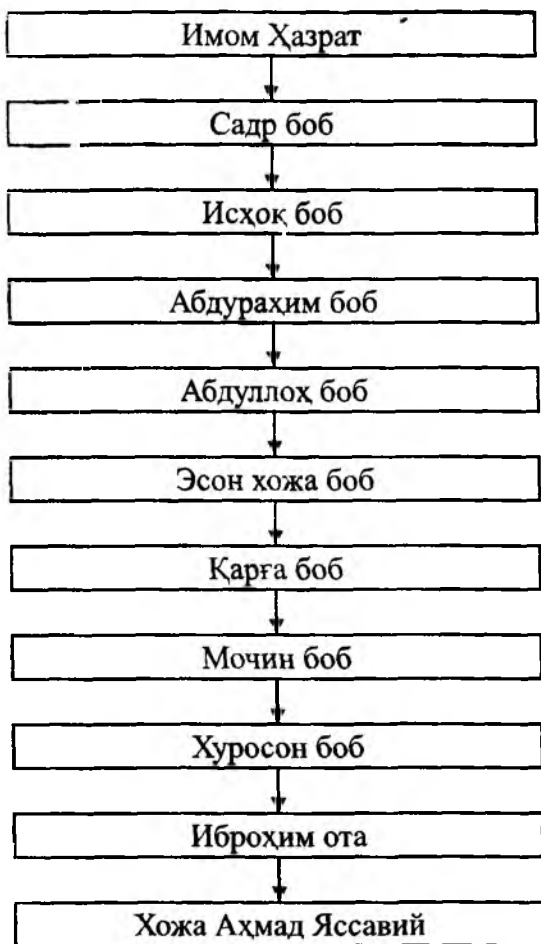 Имом Ҳазрат
Садр боб
Исҳоқ боб
Абдураҳим боб
Абдуллоҳ боб
Эсон хожа боб
Қарға боб
Мочин боб
Хуросон боб
Иброҳим ота
Хожа Аҳмад Яссавий